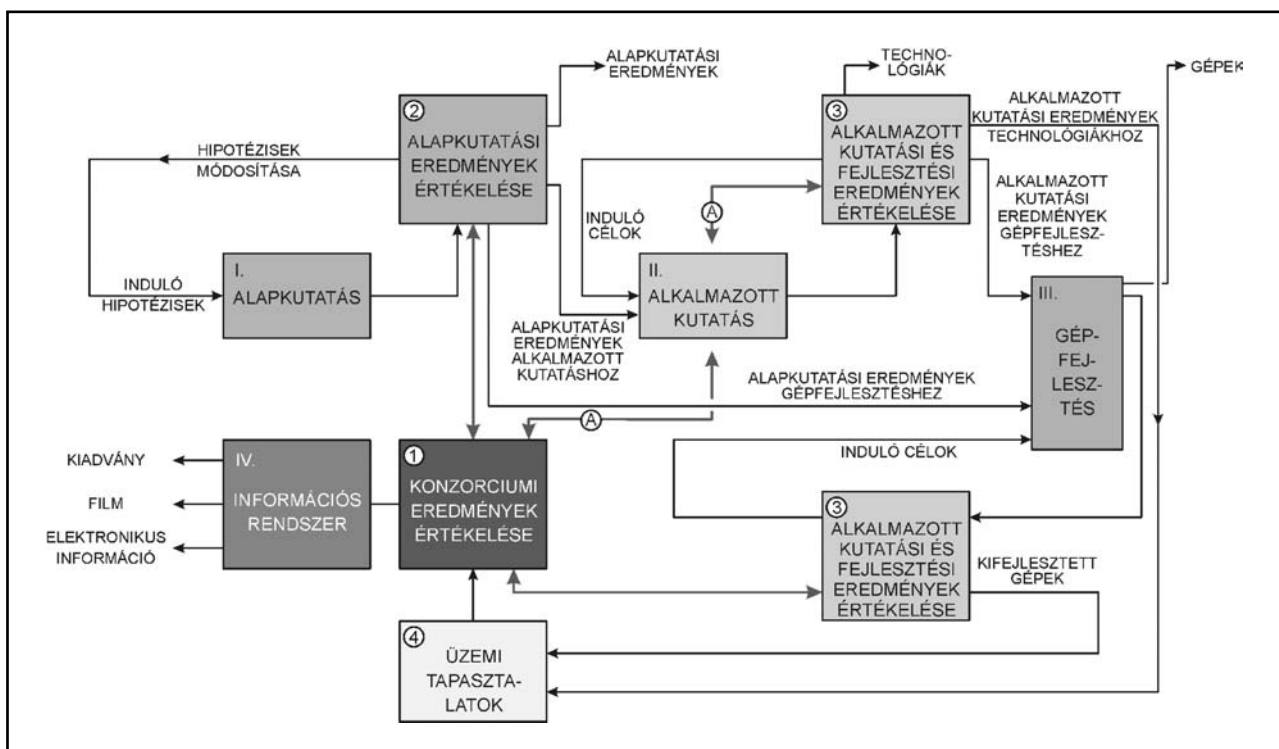 ALAPKUTATÁSI
EREDMÉNYEK
TECHNO-
LÓGIÁK
GÉPEK
②
ALAPKUTATÁSI
EREDMÉNYEK
ÉRTÉKELÉSE
③
ALKALMAZOTT
KUTATÁSI ÉS
FEJLESZTÉSI
EREDMÉNYEK
ÉRTÉKELÉSE
ALKALMAZOTT
KUTATÁSI EREDMÉNYEK
TECHNOLÓGIÁKHOZ
HIPOTÉZISEK
MÓDOSÍTÁSA
ALKALMAZOTT
KUTATÁSI
EREDMÉNYEK
GÉPFEJLESZ-
TÉSHEZ
A
INDULÓ
CÉLOK
INDULÓ
HIPOTÉZISEK
I.
ALAPKUTATÁS
II.
ALKALMAZOTT
KUTATÁS
III.
GÉP-
FEJ-
LESZ-
TÉS
ALAPKUTATÁSI
EREDMÉNYEK
ALKALMAZOTT
KUTATÁSHOZ
ALAPKUTATÁSI EREDMÉNYEK
GÉPFEJLESZTÉSHEZ
A
INDULÓ CÉLOK
KIADVÁNY
FILM
ELEKTRONIKUS
INFORMÁCIÓ
IV.
INFORMÁCIÓS
RENDSZER
①
KONZORCIUMI
EREDMÉNYEK
ÉRTÉKELÉSE
③
ALKALMAZOTT
KUTATÁSI ÉS
FEJLESZTÉSI
EREDMÉNYEK
ÉRTÉKELÉSE
KIFEJLESZTETT
GÉPEK
④
ÜZEMI
TAPASZTA-
LATOK